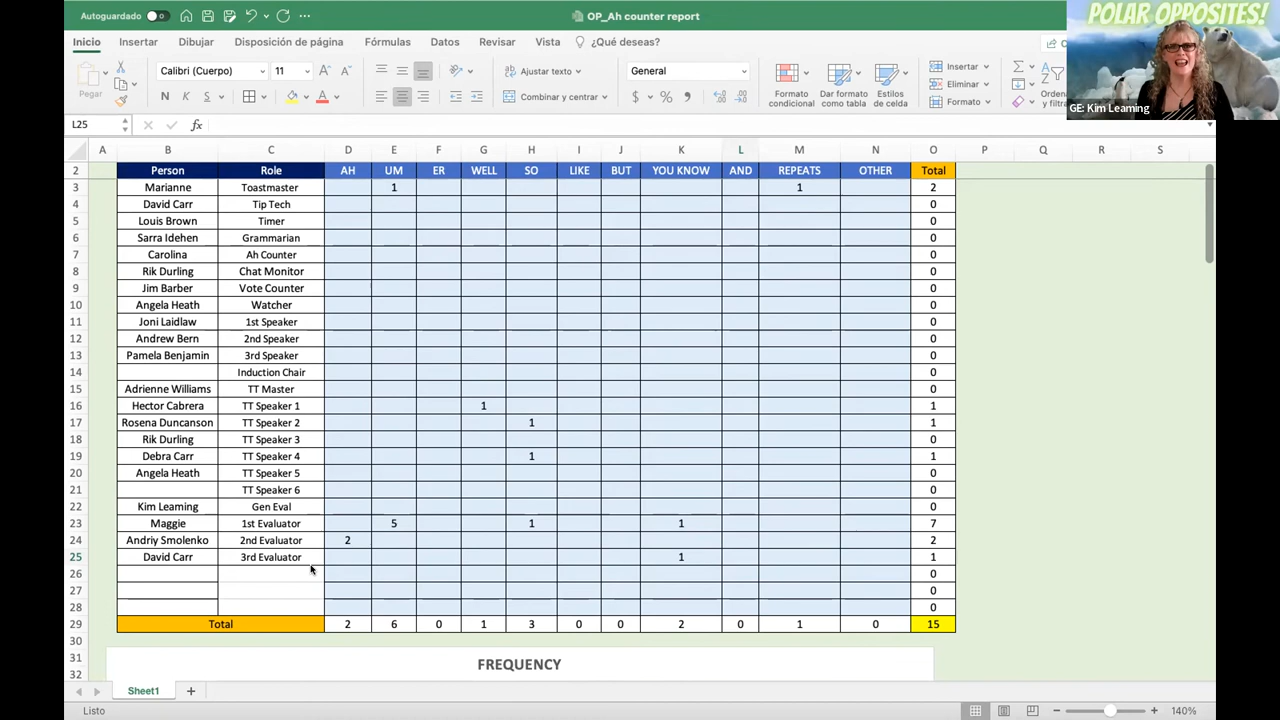 Autoguardado
OP_Ah counter report
Inicio Insertar Dibujar Disposición de página Fórmulas Datos Revisar Vista ¿Qué deseas?
Pegar
Calibri (Cuerpo) 11
N K S
Ajustar texto
Combinar y centrar
General
Formato condicional
Dar formato como tabla
Estilos de celda
Insertar
Eliminar
Formato
Ordenar
POLAR OPPOSITES!
GE: Kim Leaming
L25 fx
A B C D E F G H I J K L M N O P Q R S
2 Person Role AH UM ER WELL SO LIKE BUT YOU KNOW AND REPEATS OTHER Total
3 Marianne Toastmaster 1 1 2
4 David Carr Tip Tech 0
5 Louis Brown Timer 0
6 Sarra Idehen Grammarian 0
7 Carolina Ah Counter 0
8 Rik Durling Chat Monitor 0
9 Jim Barber Vote Counter 0
10 Angela Heath Watcher 0
11 Joni Laidlaw 1st Speaker 0
12 Andrew Bern 2nd Speaker 0
13 Pamela Benjamin 3rd Speaker 0
14 Induction Chair 0
15 Adrienne Williams TT Master 0
16 Hector Cabrera TT Speaker 1 1 1
17 Rosena Duncanson TT Speaker 2 1 1
18 Rik Durling TT Speaker 3 0
19 Debra Carr TT Speaker 4 1 1
20 Angela Heath TT Speaker 5 0
21 TT Speaker 6 0
22 Kim Leaming Gen Eval 0
23 Maggie 1st Evaluator 5 1 1 7
24 Andriy Smolenko 2nd Evaluator 2 2
25 David Carr 3rd Evaluator 1 1
26 0
27 0
28 0
29 Total 2 6 0 1 3 0 0 2 0 1 0 15
30
31 FREQUENCY
32
Sheet1
Listo 140%